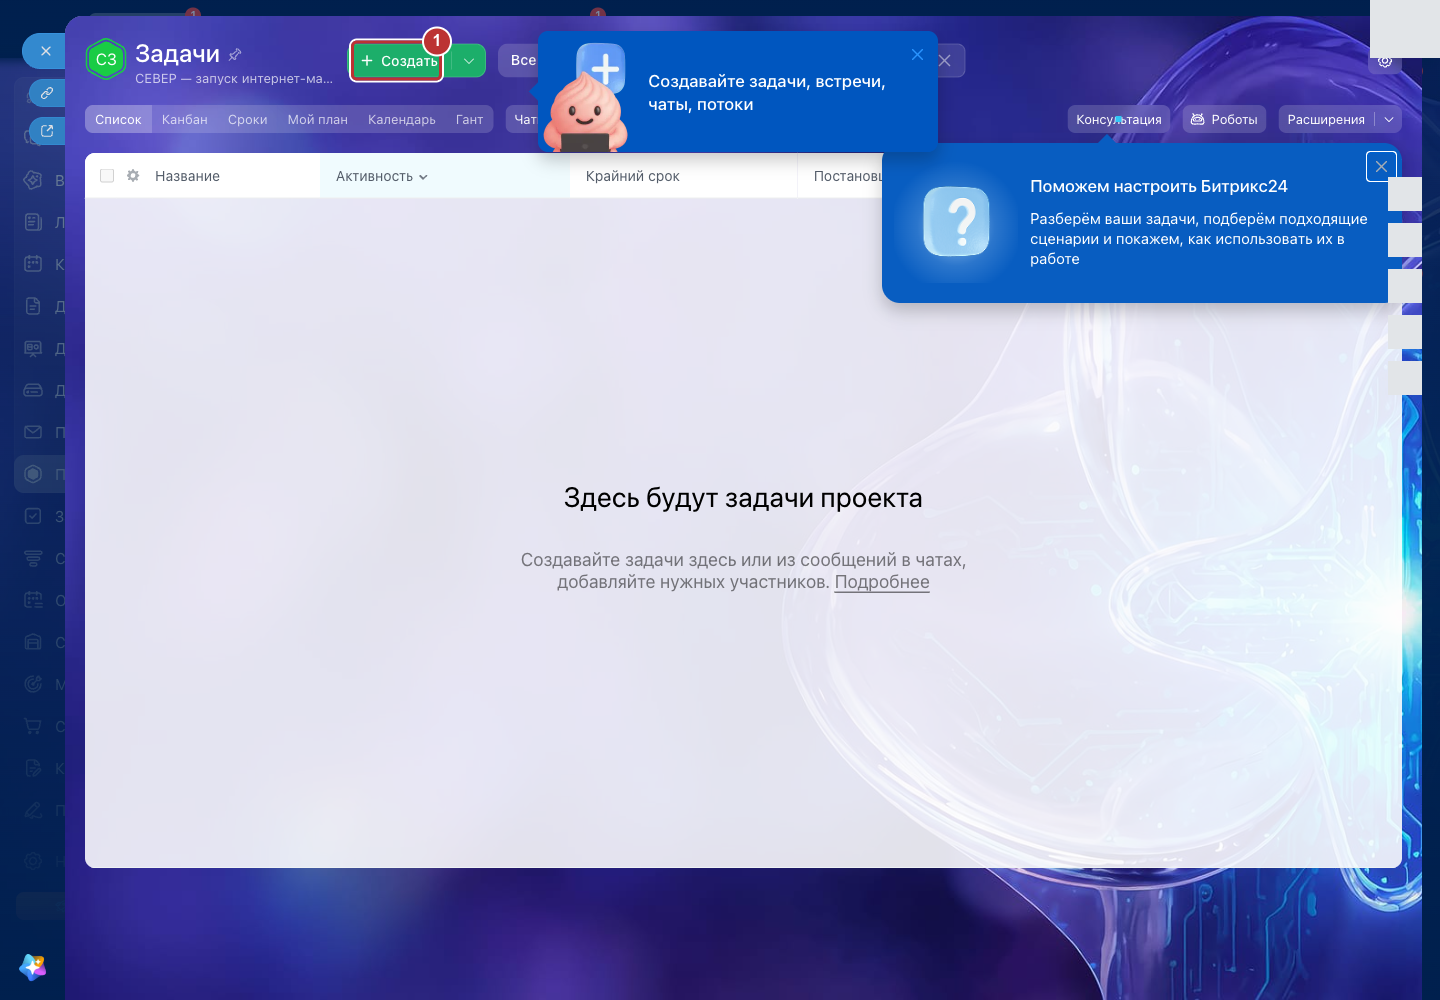 1
1
СЗ
Задачи
СЕВЕР — запуск интернет-ма...
Создать
1
Все
Создавайте задачи, встречи,
чаты, потоки
Список
Канбан
Сроки
Мой план
Календарь
Гант
Чат
Консультация
Роботы
Расширения
Название
Активность
Крайний срок
Поможем настроить Битрикс24
Разберём ваши задачи, подберём подходящие
сценарии и покажем, как использовать их в
работе
В
Л
К
Д
Д
Д
П
П
З
С
О
С
М
С
К
П
Н
Здесь будут задачи проекта
Создавайте задачи здесь или из сообщений в чатах,
добавляйте нужных участников. Подробнее